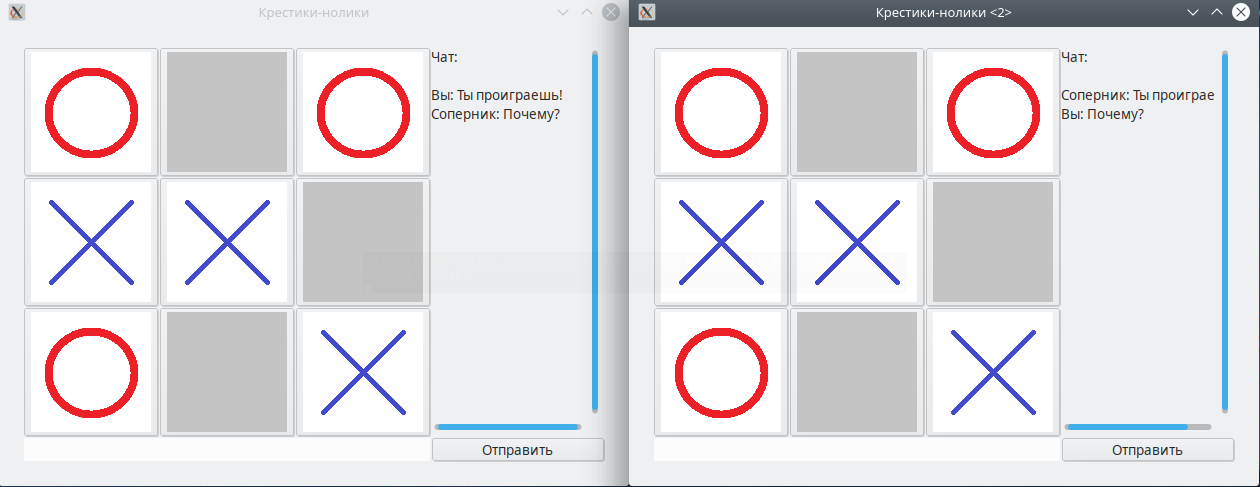 Крестики-нолики
Чат:
Вы: Ты проиграешь!
Соперник: Почему?
Отправить
Крестики-нолики <2>
Чат:
Соперник: Ты проиграе
Вы: Почему?
Отправить